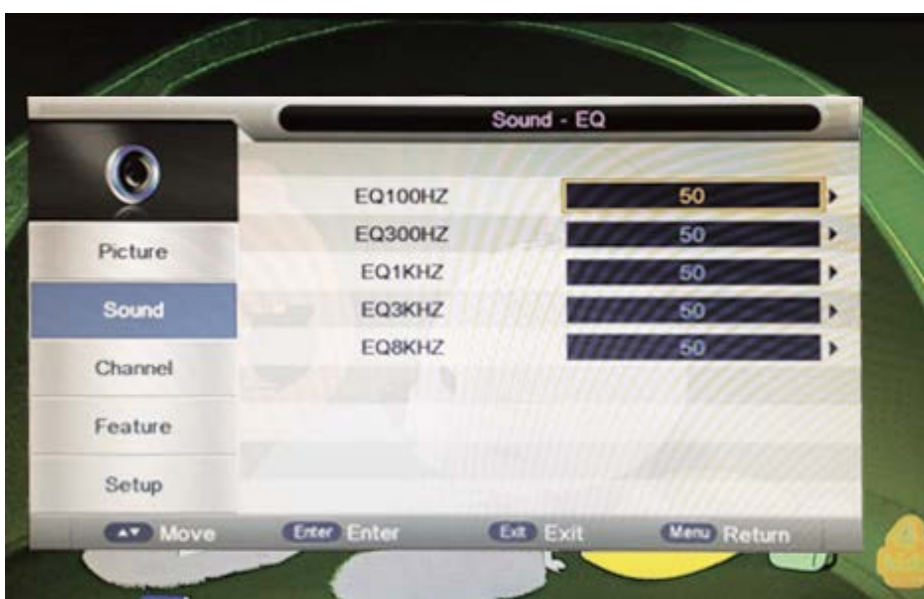 Sound - EQ
EQ100HZ 50
EQ300HZ 50
EQ1KHZ 50
EQ3KHZ 50
EQ8KHZ 50
Picture
Sound
Channel
Feature
Setup
Move Enter Enter Exit Exit Menu Return